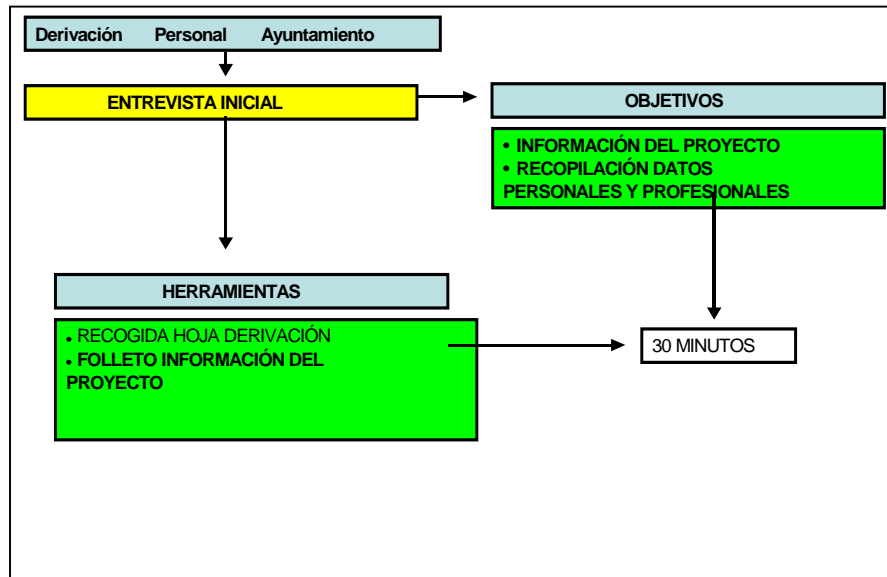 Derivación Personal Ayuntamiento
ENTREVISTA INICIAL
OBJETIVOS
• INFORMACIÓN DEL PROYECTO
• RECOPILACIÓN DATOS
PERSONALES Y PROFESIONALES
HERRAMIENTAS
• RECOGIDA HOJA DERIVACIÓN
• FOLLETO INFORMACIÓN DEL
PROYECTO
30 MINUTOS